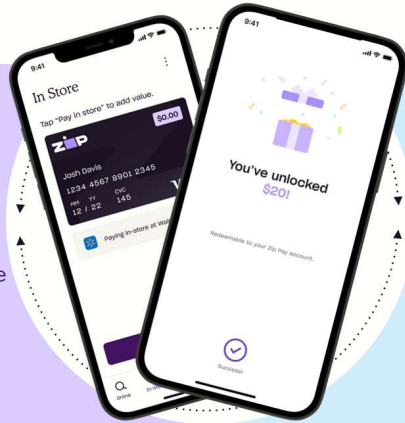 9:41
In Store
Tap "Pay in store" to add value.
ZIP
$0.00
Josh Davis
1234 4567 8901 2345
MM YY CVC
12 / 22 145
Paying in-store at
Online
9:41
You've unlocked
$20!
Redeemable to your Zip Pay account.
Success!